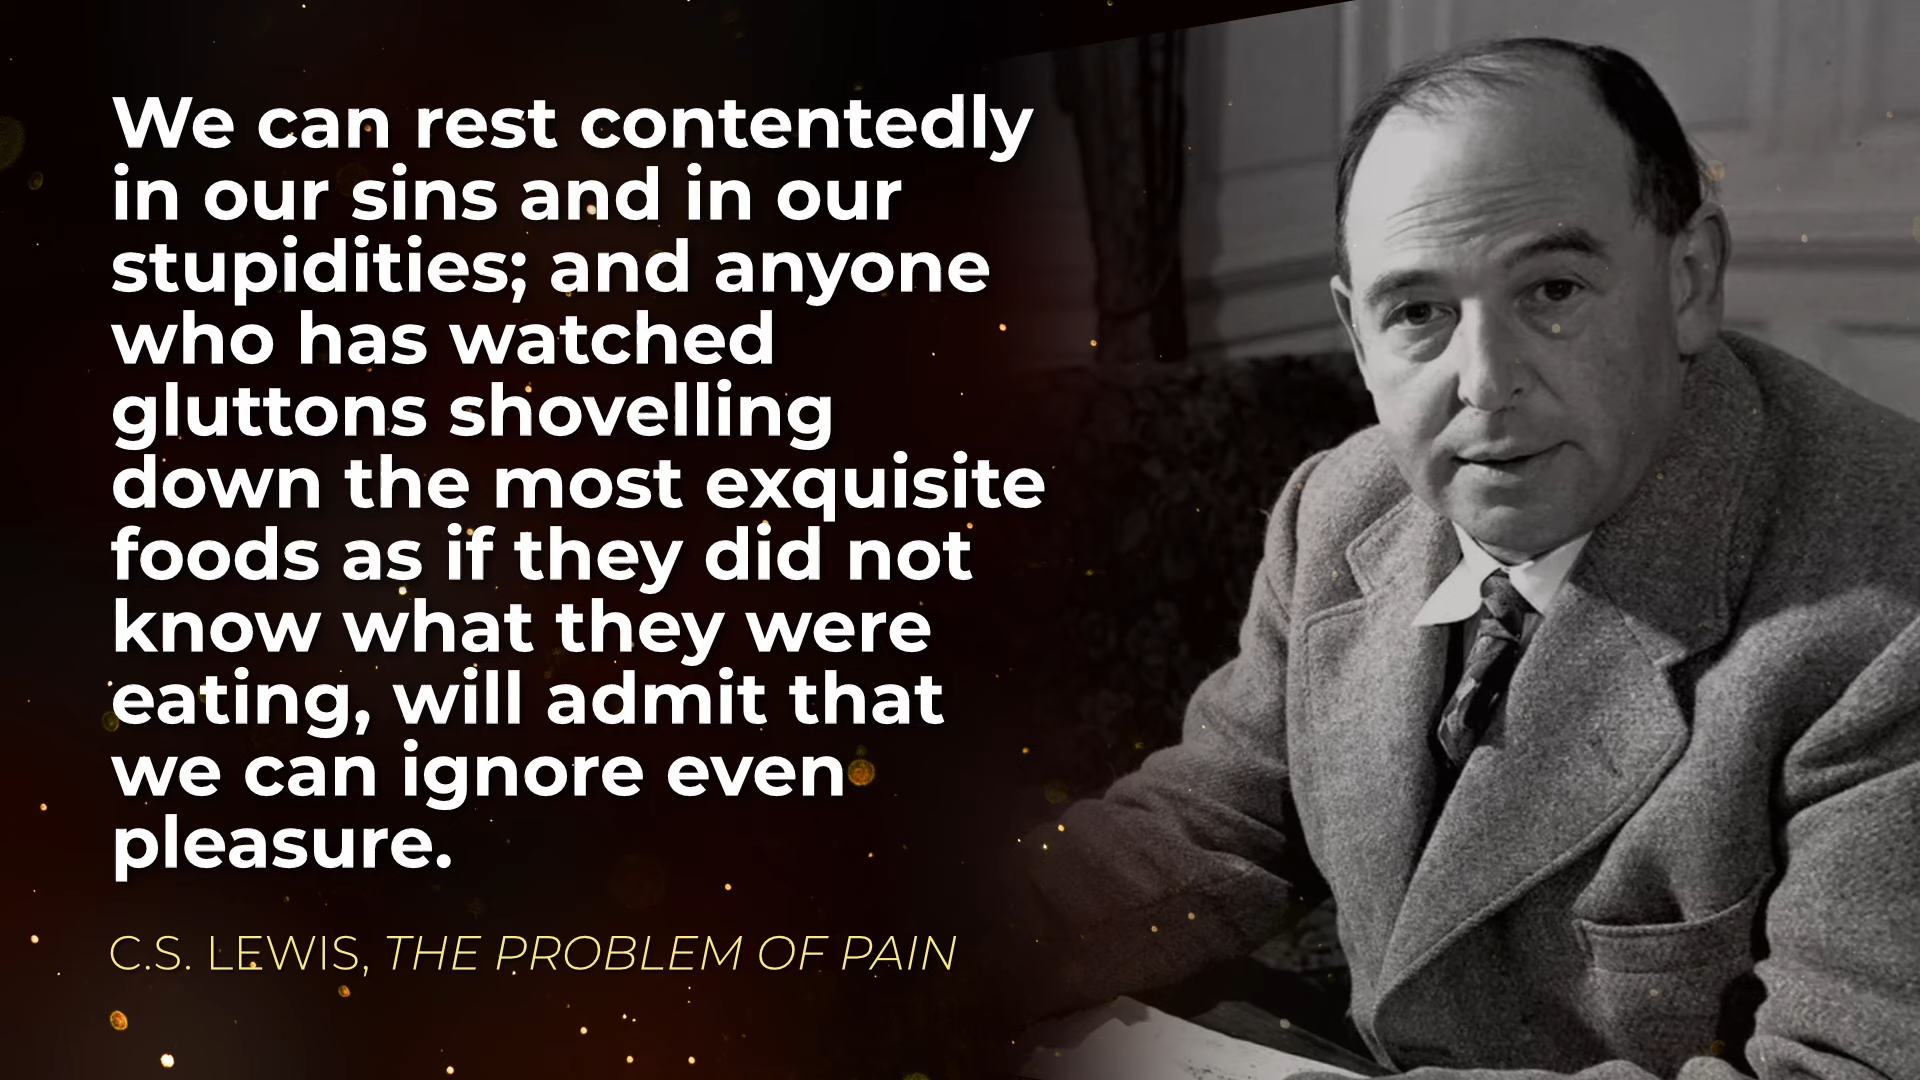 We can rest contentedly
in our sins and in our
stupidities; and anyone
who has watched
gluttons shovelling
down the most exquisite
foods as if they did not
know what they were
eating, will admit that
we can ignore even
pleasure.
C.S. LEWIS, THE PROBLEM OF PAIN